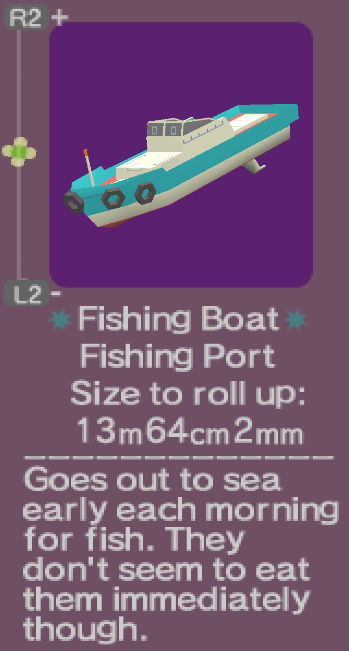 R2 +
L2 -
Fishing Boat
Fishing Port
Size to roll up:
13m64cm2mm
Goes out to sea
early each morning
for fish. They
don't seem to eat
them immediately
though.